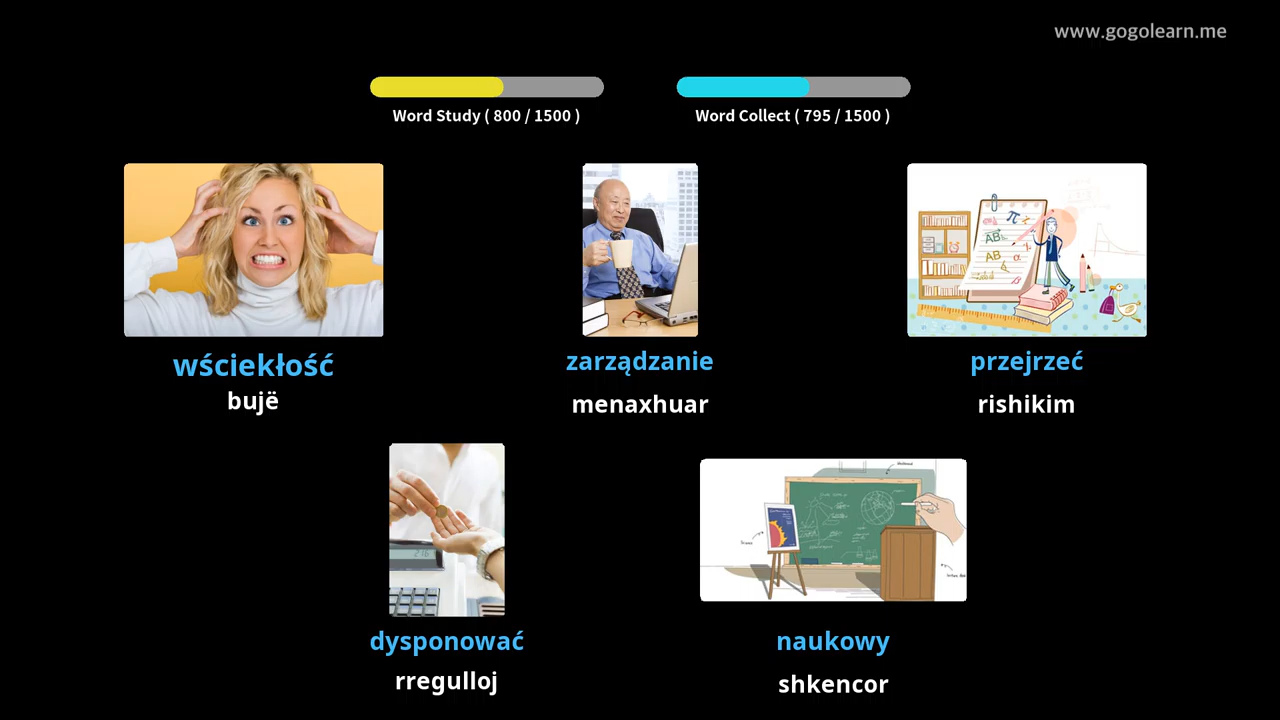 www.gogolearn.me
Word Study ( 800 / 1500 )
Word Collect ( 795 / 1500 )
wściekłość
bujë
zarządzanie
menaxhuar
przejrzeć
rishikim
dysponować
rregulloj
naukowy
shkencor